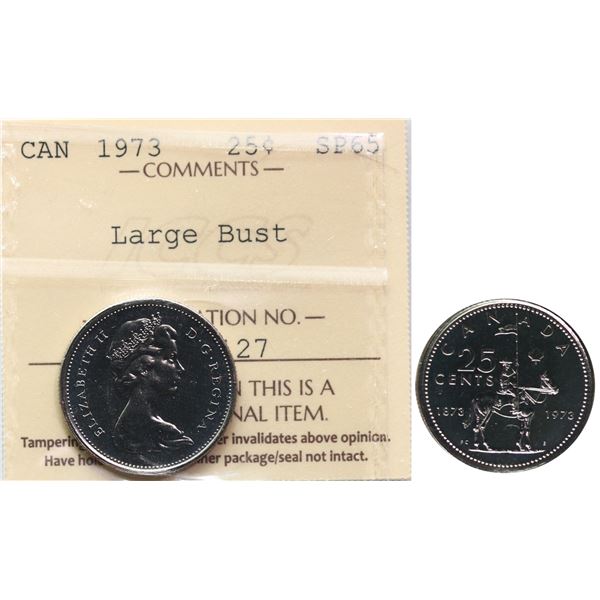 CAN 1973 25¢ SP65
— COMMENTS —
Large Bust
ATION NO. —
27
N THIS IS A
NAL ITEM.
Tampering er invalidates above opinion.
Have ner package/seal not intact.
ELIZABETH II D·G·REGINA
CANADA
25
CENTS
1873 1973